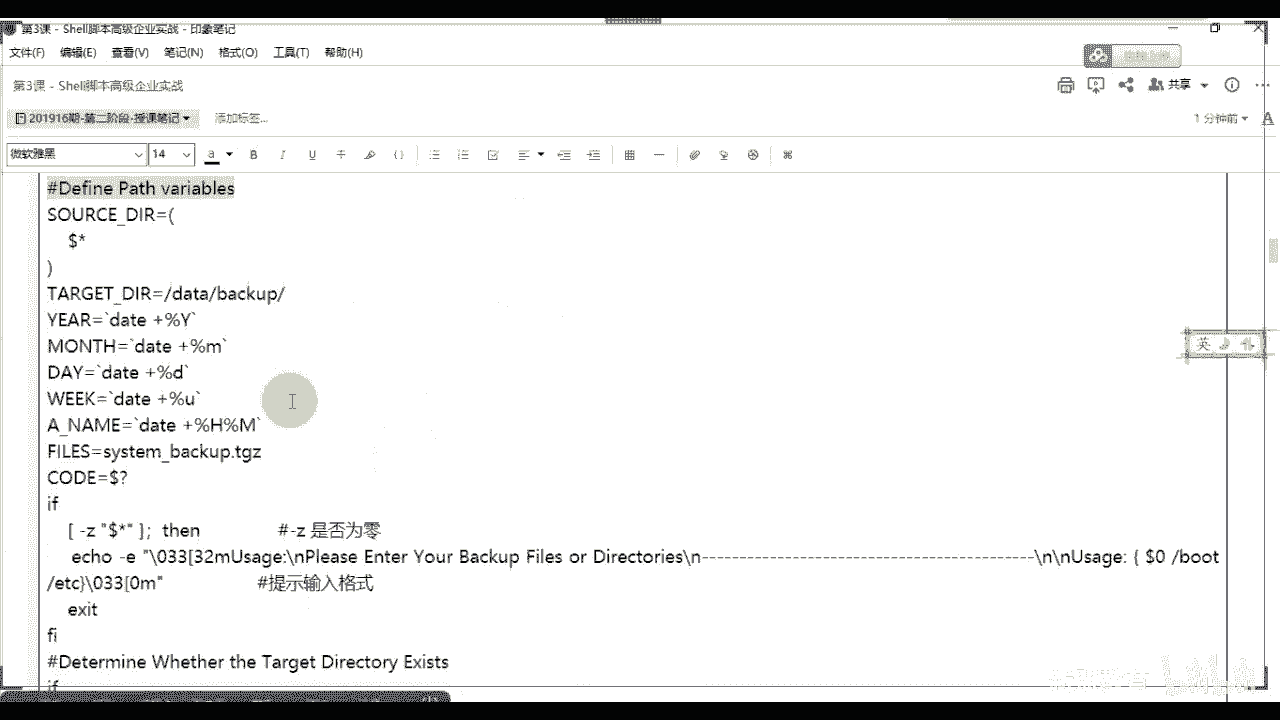 第3课 - Shell脚本高级企业实战 - 印象笔记
文件(F) 编辑(E) 查看(V) 笔记(N) 格式(O) 工具(T) 帮助(H)
第3课 - Shell脚本高级企业实战
共享
201916期-第二阶段-授课笔记 添加标签...
1 分钟前
微软雅黑 14
#Define Path variables
SOURCE_DIR=(
$*
)
TARGET_DIR=/data/backup/
YEAR=`date +%Y`
MONTH=`date +%m`
DAY=`date +%d`
WEEK=`date +%u`
A_NAME=`date +%H%M`
FILES=system_backup.tgz
CODE=$?
if
[ -z "$*" ]; then #-z 是否为零
echo -e "\033[32mUsage:\nPlease Enter Your Backup Files or Directories\n--------------------------------------------\n\nUsage: { $0 /boot
/etc}\033[0m" #提示输入格式
exit
fi
#Determine Whether the Target Directory Exists
if
英